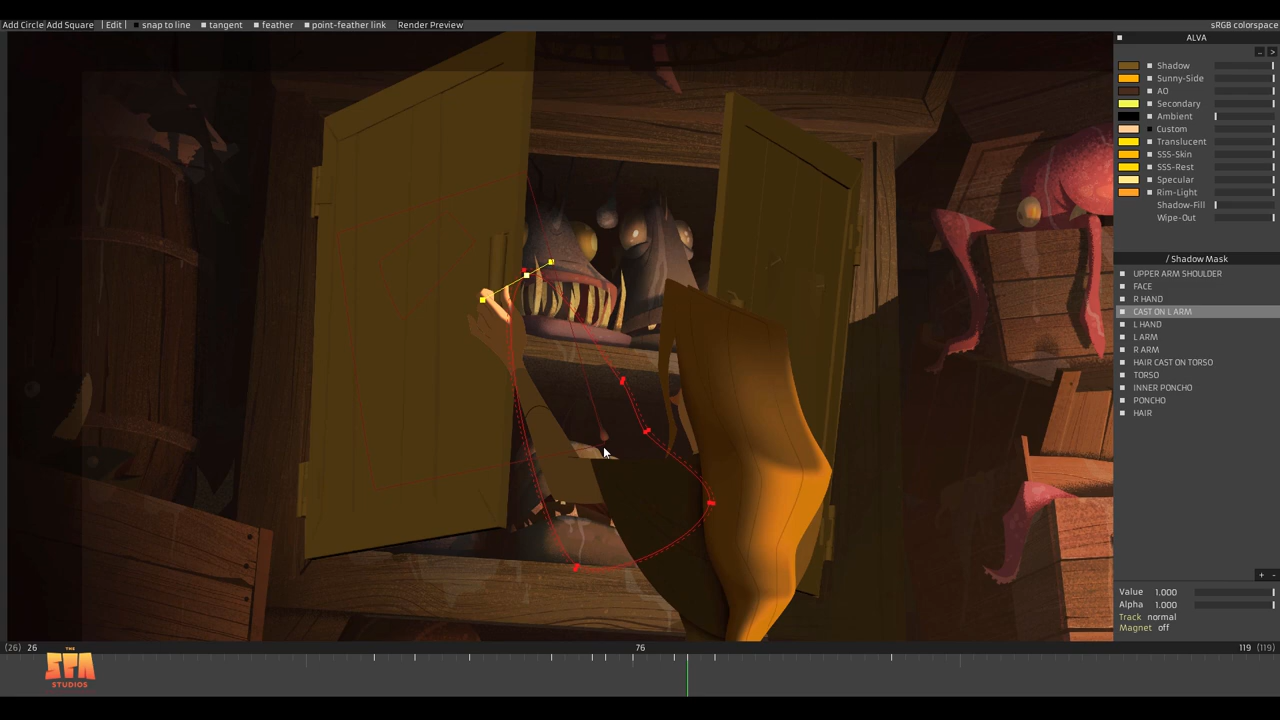 Add Circle Add Square | Edit | snap to line tangent feather point-feather link Render Preview sRGB colorspace
ALVA
.. >
Shadow
Sunny-Side
AO
Secondary
Ambient
Custom
Translucent
SSS-Skin
SSS-Rest
Specular
Rim-Light
Shadow-Fill
Wipe-Out
/ Shadow Mask
UPPER ARM SHOULDER
FACE
R HAND
CAST ON L ARM
L HAND
L ARM
R ARM
HAIR CAST ON TORSO
TORSO
INNER PONCHO
PONCHO
HAIR
+ -
Value 1.000
Alpha 1.000
Track normal
Magnet off
(26) 26 76 119 (119)
THE
SPA
STUDIOS